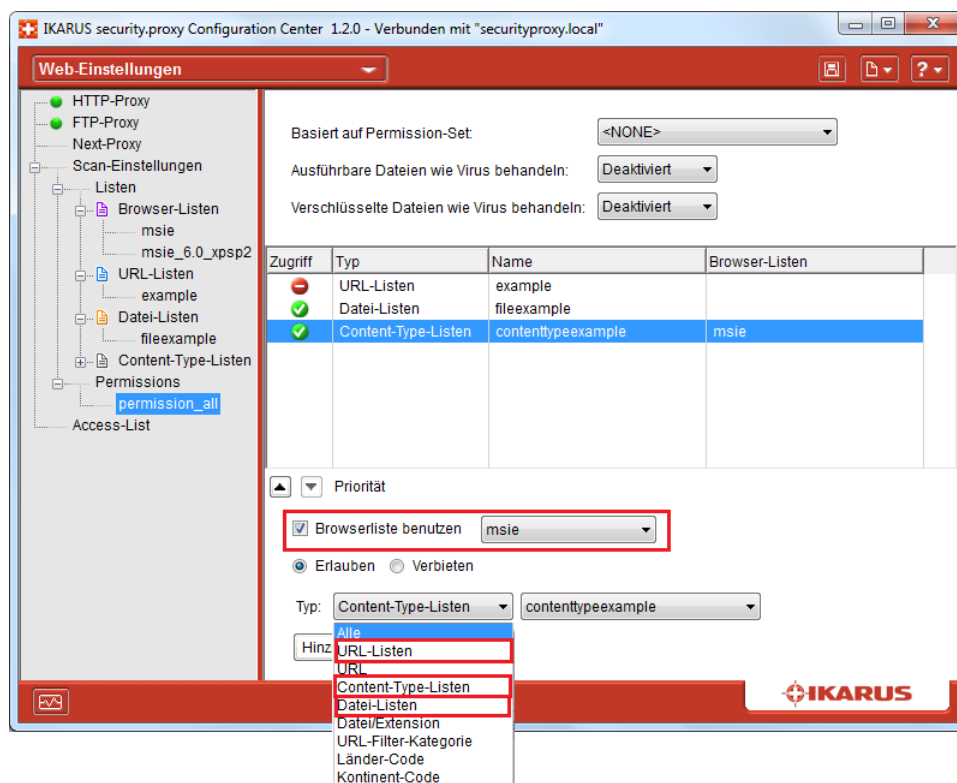 IKARUS security.proxy Configuration Center 1.2.0 - Verbunden mit "securityproxy.local"
Web-Einstellungen
HTTP-Proxy
FTP-Proxy
Next-Proxy
Scan-Einstellungen
Listen
Browser-Listen
msie
msie_6.0_xpsp2
URL-Listen
example
Datei-Listen
fileexample
Content-Type-Listen
Permissions
permission_all
Access-List
Basiert auf Permission-Set: <NONE>
Ausführbare Dateien wie Virus behandeln: Deaktiviert
Verschlüsselte Dateien wie Virus behandeln: Deaktiviert
Zugriff Typ Name Browser-Listen
URL-Listen example
Datei-Listen fileexample
Content-Type-Listen contenttypeexample msie
Priorität
Browserliste benutzen msie
Erlauben Verbieten
Typ: Content-Type-Listen contenttypeexample
Hinz
Alle
URL-Listen
URL
Content-Type-Listen
Datei-Listen
Datei/Extension
URL-Filter-Kategorie
Länder-Code
Kontinent-Code
IKARUS